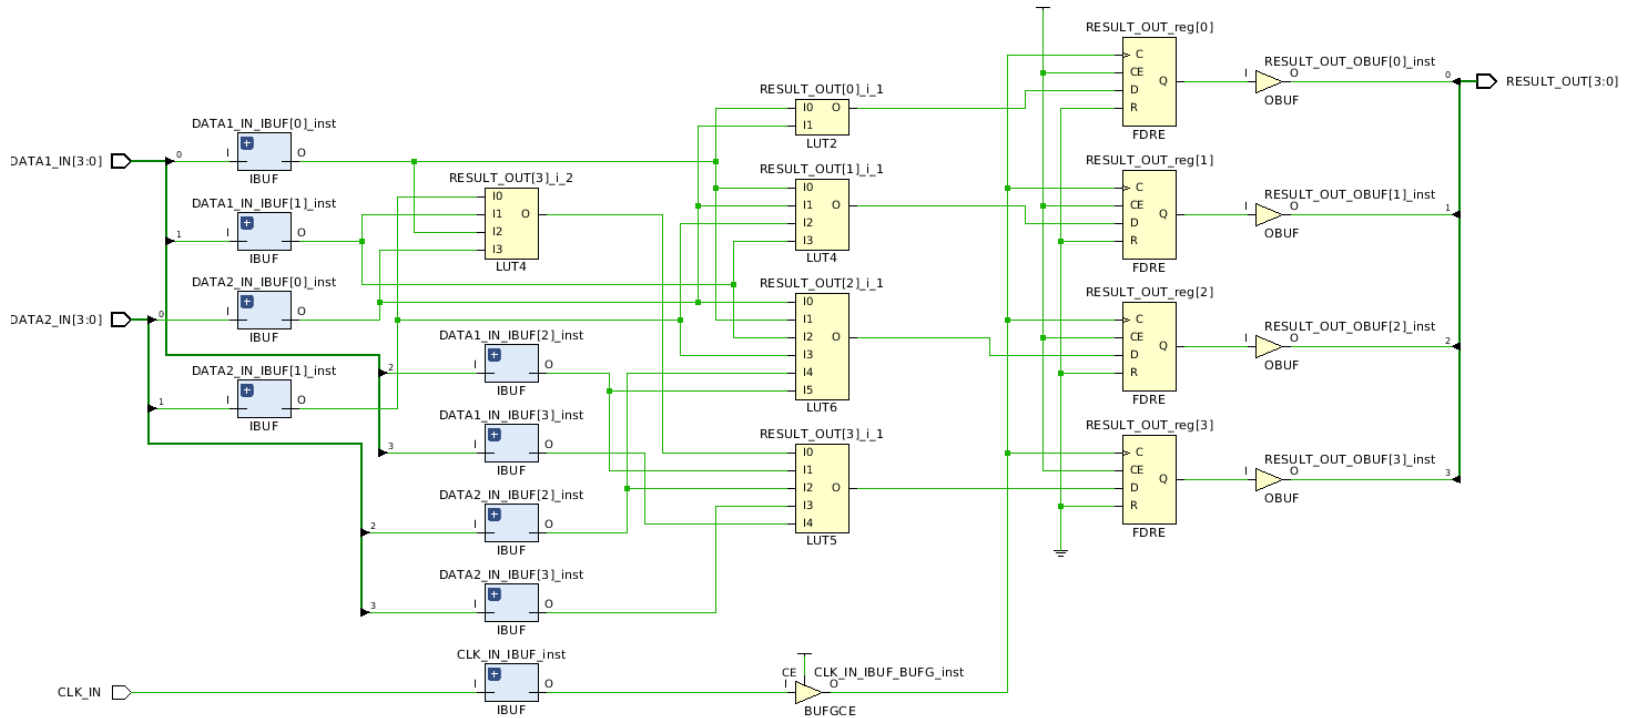 RESULT_OUT_reg[0]
C
CE
D
R
Q
FDRE
RESULT_OUT_OBUF[0]_inst
I
O
OBUF
0
RESULT_OUT[3:0]
RESULT_OUT[0]_i_1
I0
I1
O
LUT2
DATA1_IN[3:0]
0
DATA1_IN_IBUF[0]_inst
I
O
IBUF
1
DATA1_IN_IBUF[1]_inst
I
O
IBUF
RESULT_OUT[3]_i_2
I0
I1
I2
I3
O
LUT4
RESULT_OUT[1]_i_1
I0
I1
I2
I3
O
LUT4
RESULT_OUT_reg[1]
C
CE
D
R
Q
FDRE
RESULT_OUT_OBUF[1]_inst
I
O
OBUF
1
DATA2_IN[3:0]
0
DATA2_IN_IBUF[0]_inst
I
O
IBUF
1
DATA2_IN_IBUF[1]_inst
I
O
IBUF
2
DATA1_IN_IBUF[2]_inst
I
O
IBUF
3
DATA1_IN_IBUF[3]_inst
I
O
IBUF
RESULT_OUT[2]_i_1
I0
I1
I2
I3
I4
I5
O
LUT6
RESULT_OUT_reg[2]
C
CE
D
R
Q
FDRE
RESULT_OUT_OBUF[2]_inst
I
O
OBUF
2
2
DATA2_IN_IBUF[2]_inst
I
O
IBUF
3
DATA2_IN_IBUF[3]_inst
I
O
IBUF
RESULT_OUT[3]_i_1
I0
I1
I2
I3
I4
O
LUT5
RESULT_OUT_reg[3]
C
CE
D
R
Q
FDRE
RESULT_OUT_OBUF[3]_inst
I
O
OBUF
3
CLK_IN
CLK_IN_IBUF_inst
I
O
IBUF
CE
CLK_IN_IBUF_BUFG_inst
I
O
BUFGCE